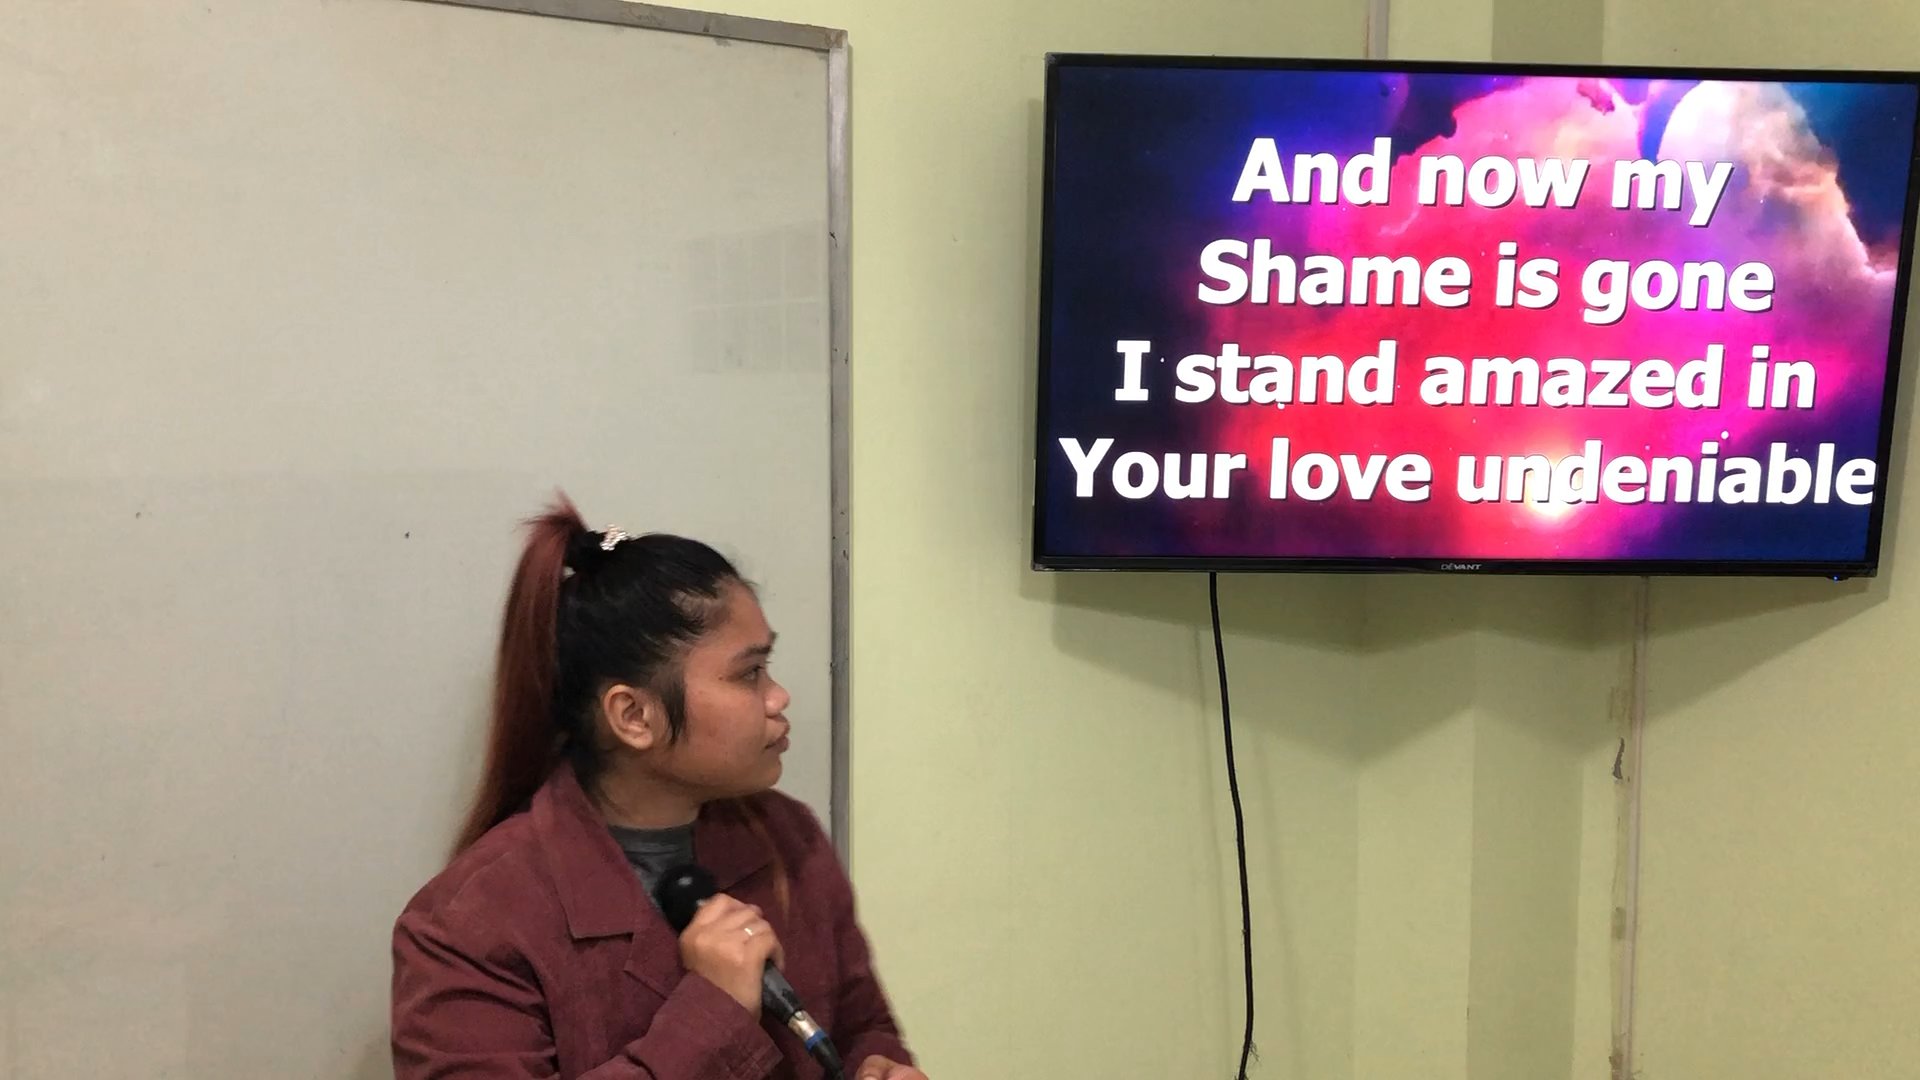 And now my
Shame is gone
I stand amazed in
Your love undeniable
DEVANT